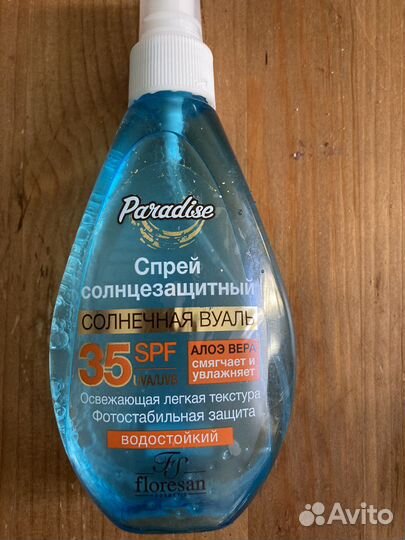 Paradise
Спрей
солнцезащитный
СОЛНЕЧНАЯ ВУАЛЬ
35 SPF
UVA/UVB
АЛОЭ ВЕРА
смягчает и
увлажняет
Освежающая легкая текстура
Фотостабильная защита
ВОДОСТОЙКИЙ
FS
floresan
Avito